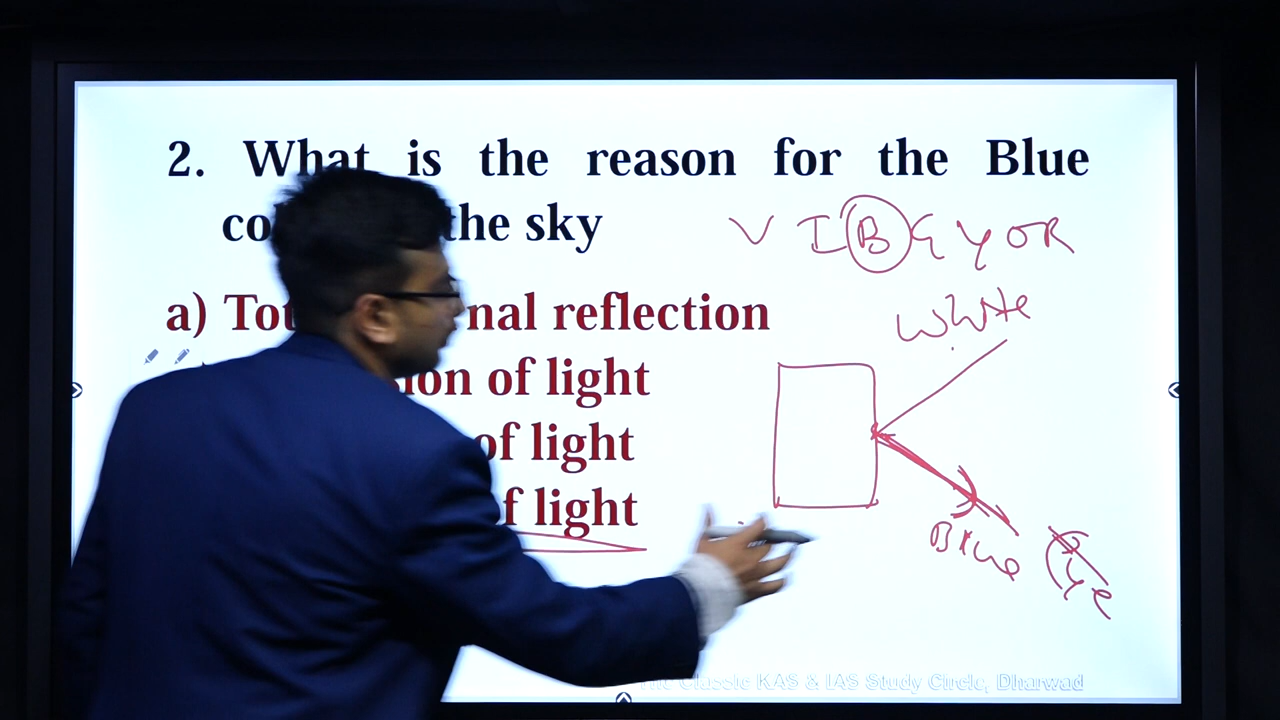 2. What is the reason for the Blue
co the sky
V I B G Y O R
a) Tot nal reflection
White
ion of light
of light
f light
Blue
Eye
The Classic KAS & IAS Study Circle, Dharwad